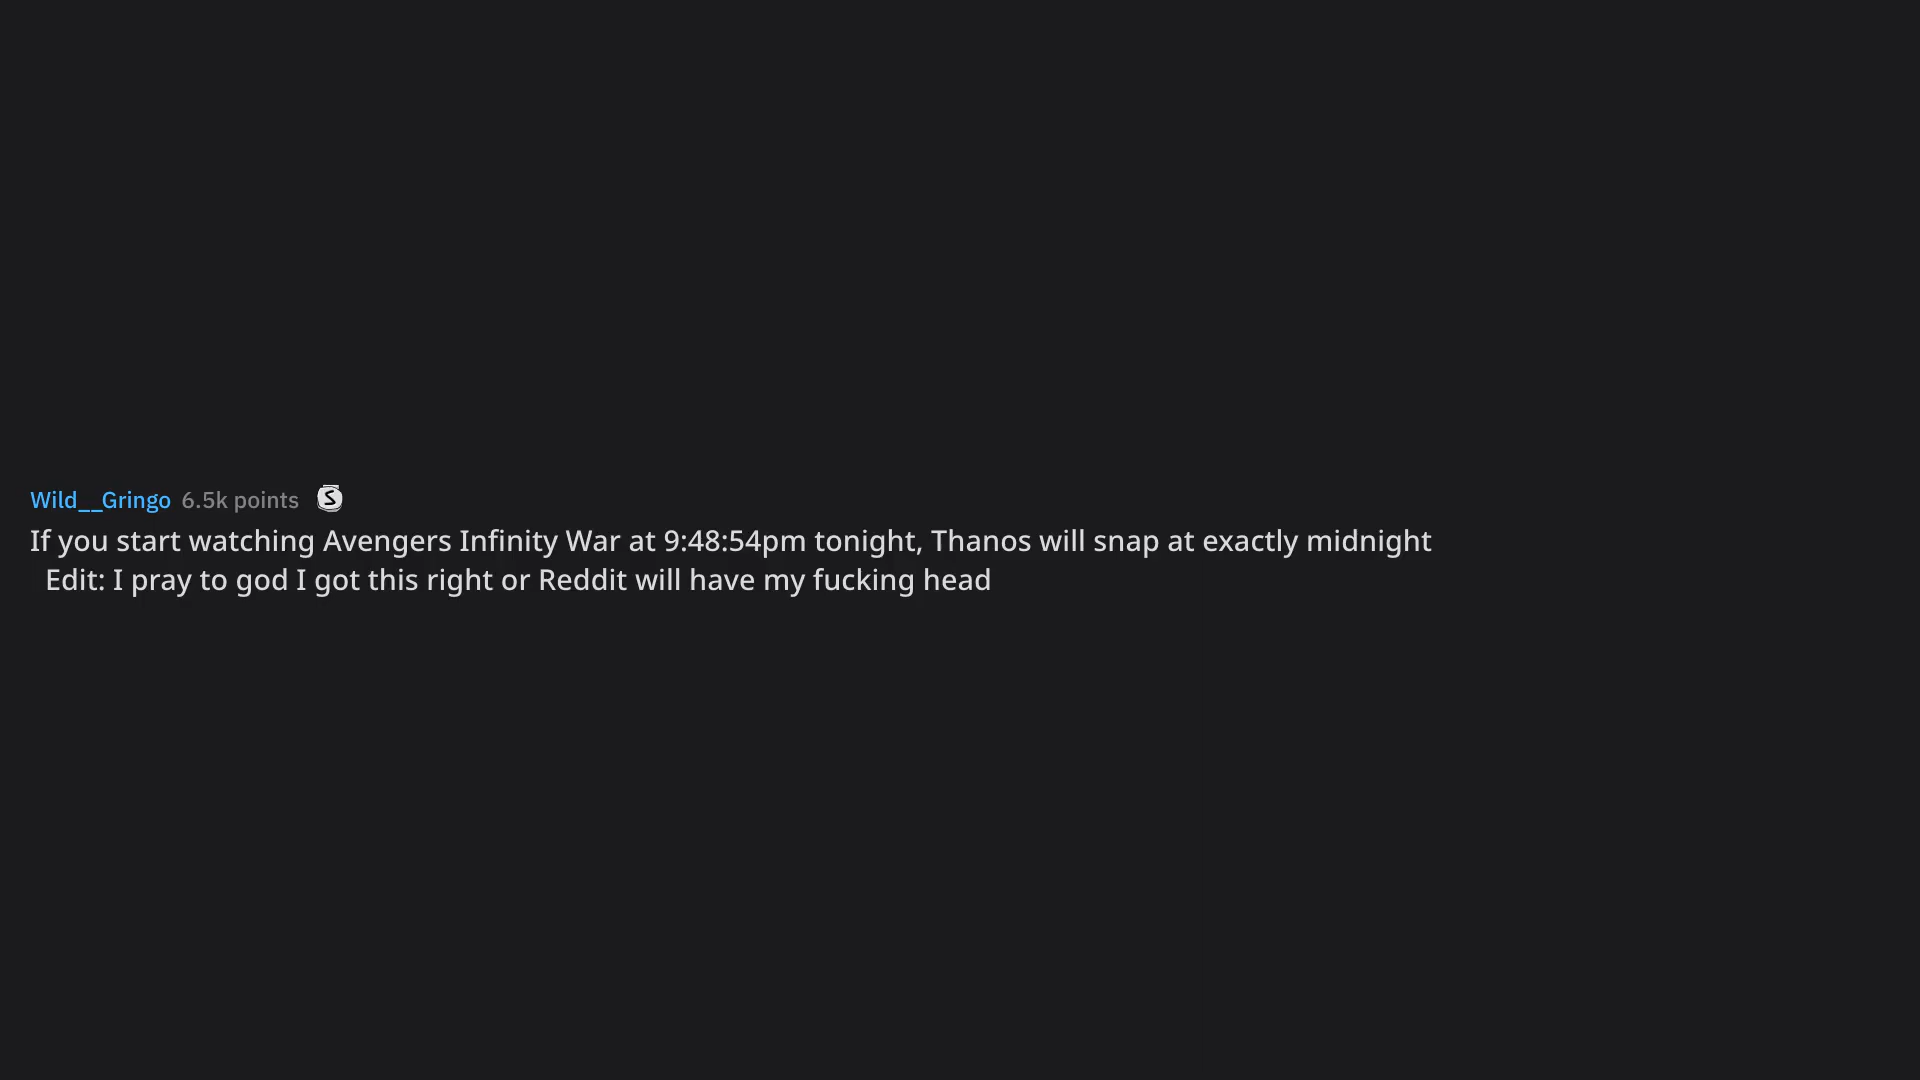 Wild__Gringo 6.5k points S
If you start watching Avengers Infinity War at 9:48:54pm tonight, Thanos will snap at exactly midnight
Edit: I pray to god I got this right or Reddit will have my fucking head